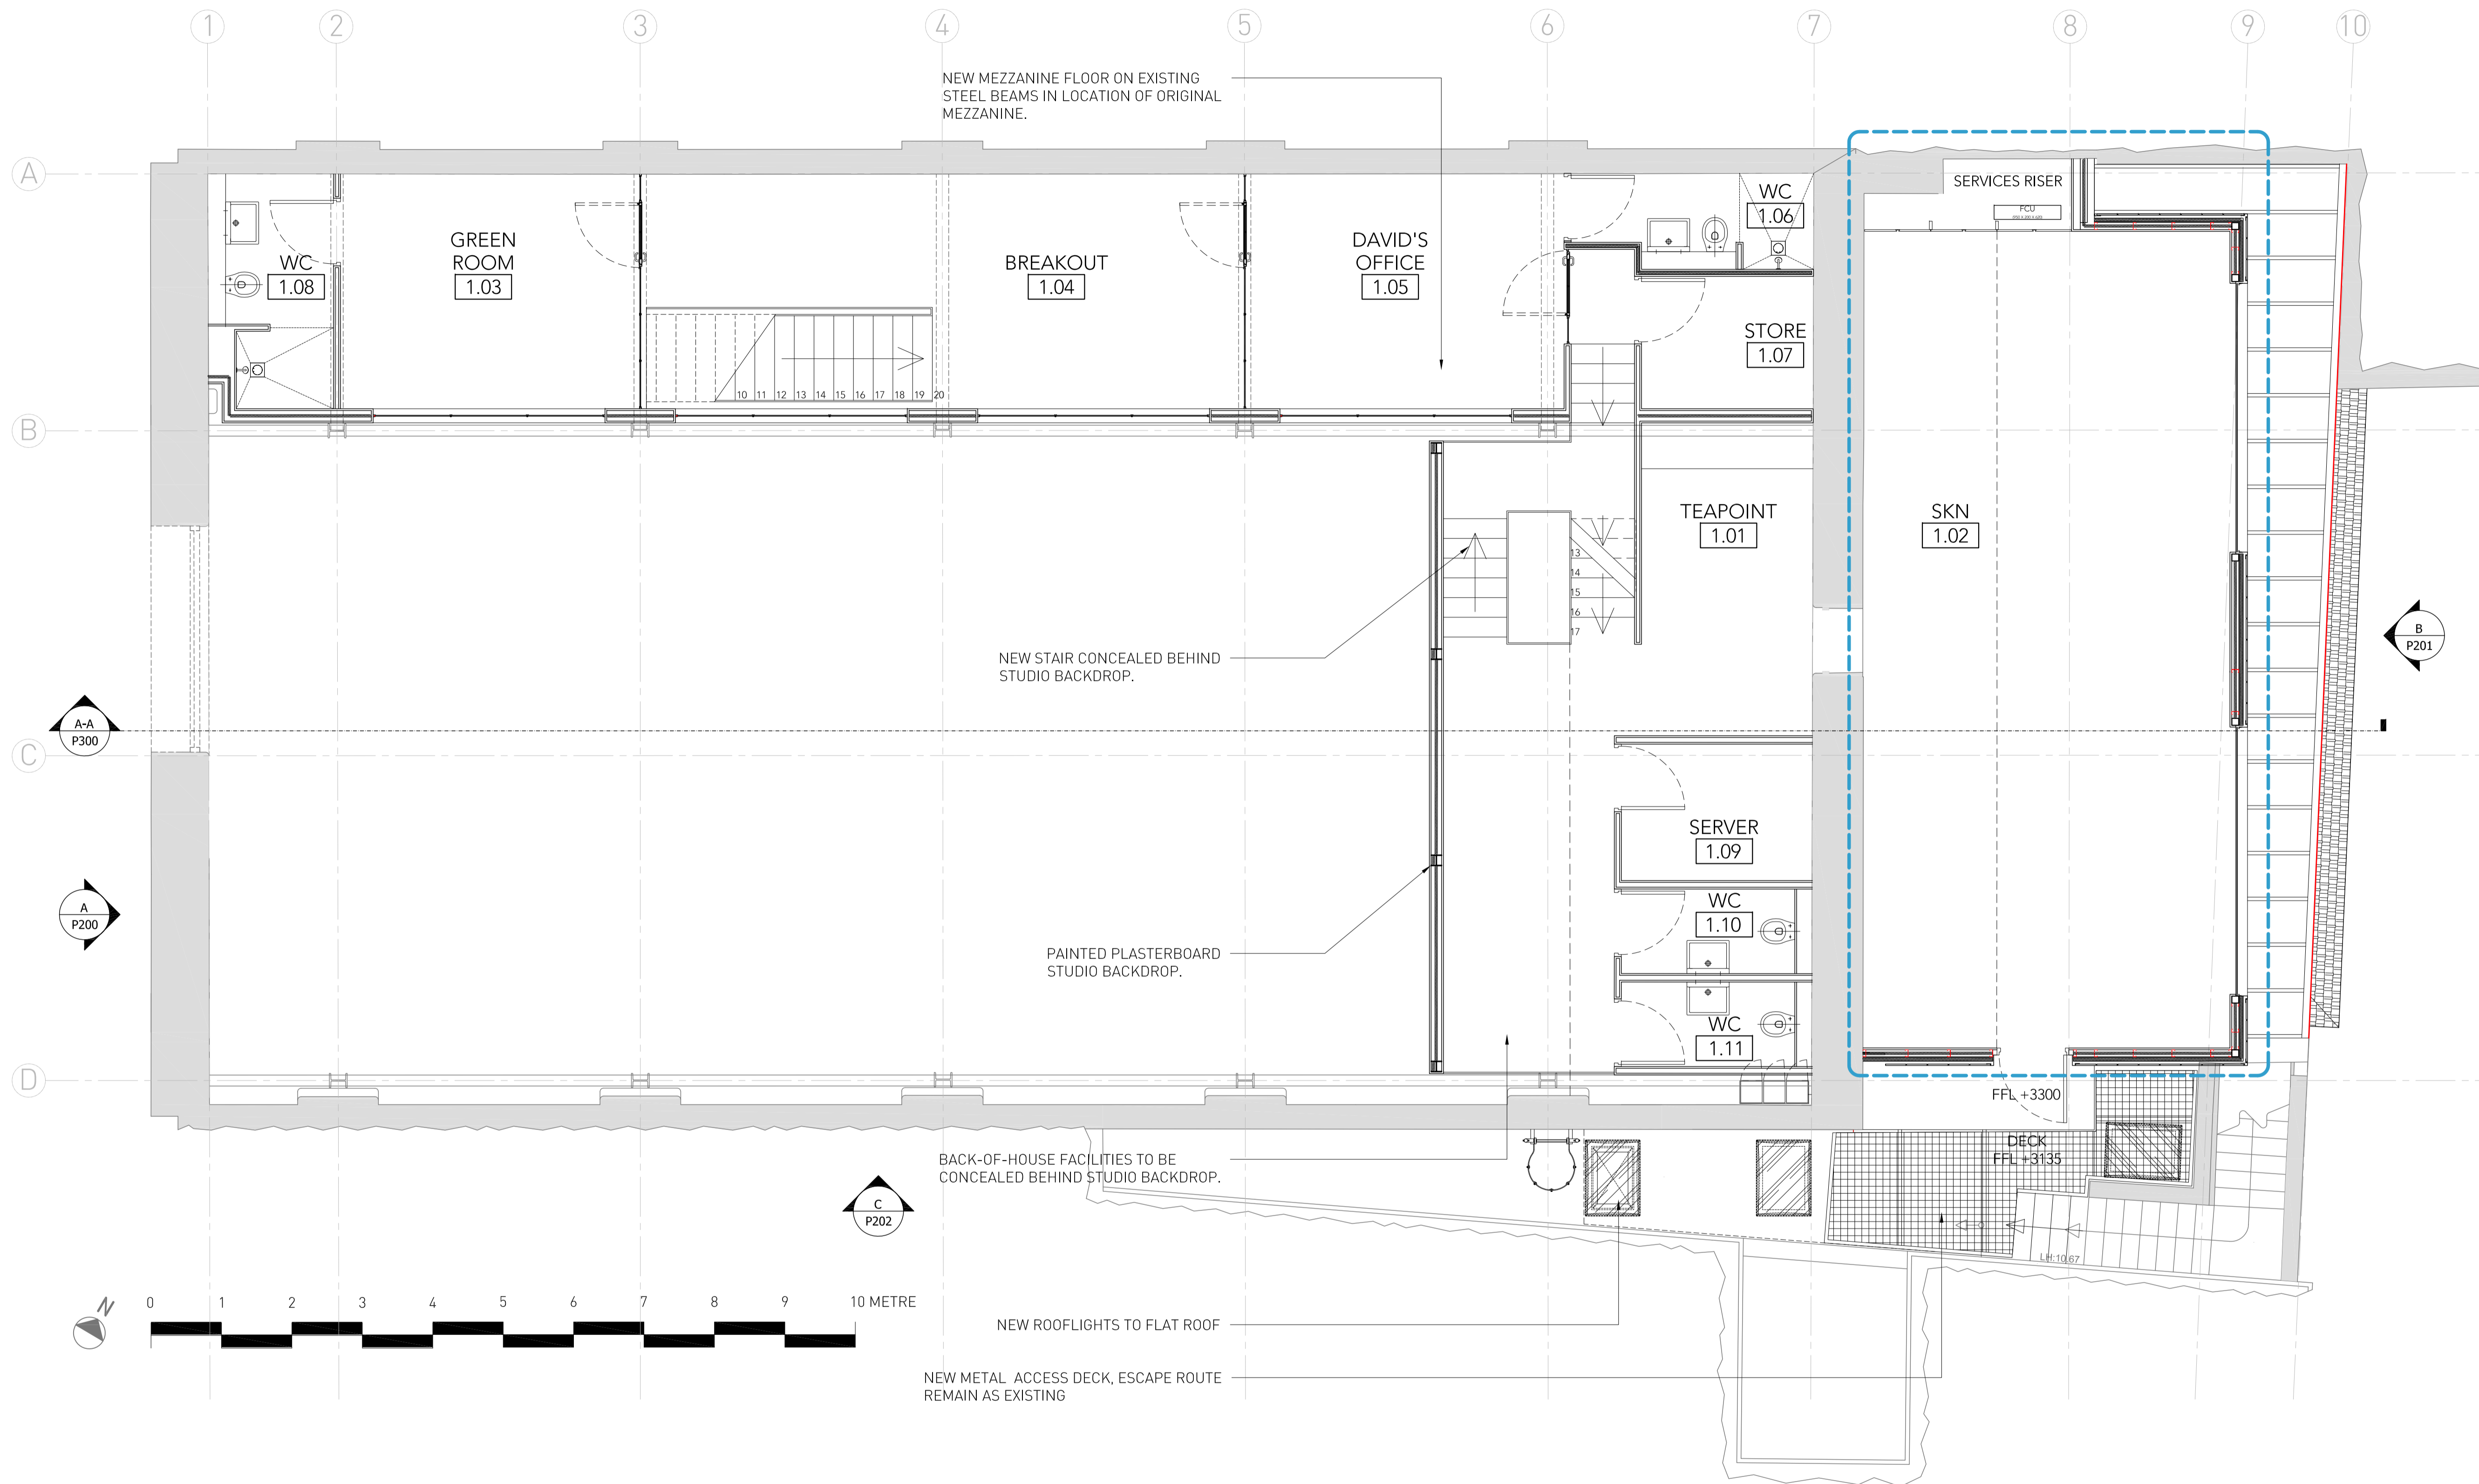 1 2 3 4 5 6 7 8 9 10
NEW MEZZANINE FLOOR ON EXISTING
STEEL BEAMS IN LOCATION OF ORIGINAL
MEZZANINE.
A
SERVICES RISER
FCU
WC
1.06
GREEN
ROOM
1.03
BREAKOUT
1.04
DAVID'S
OFFICE
1.05
WC
1.08
STORE
1.07
10 11 12 13 14 15 16 17 18 19 20
B
TEAPOINT
1.01
SKN
1.02
13
14
15
16
17
B
P201
NEW STAIR CONCEALED BEHIND
STUDIO BACKDROP.
A-A
P300
C
SERVER
1.09
A
P200
WC
1.10
PAINTED PLASTERBOARD
STUDIO BACKDROP.
WC
1.11
D
FFL +3300
DECK
FFL +3135
BACK-OF-HOUSE FACILITIES TO BE
CONCEALED BEHIND STUDIO BACKDROP.
C
P202
LH:10.67
N
0 1 2 3 4 5 6 7 8 9 10 METRE
NEW ROOFLIGHTS TO FLAT ROOF
NEW METAL ACCESS DECK, ESCAPE ROUTE
REMAIN AS EXISTING